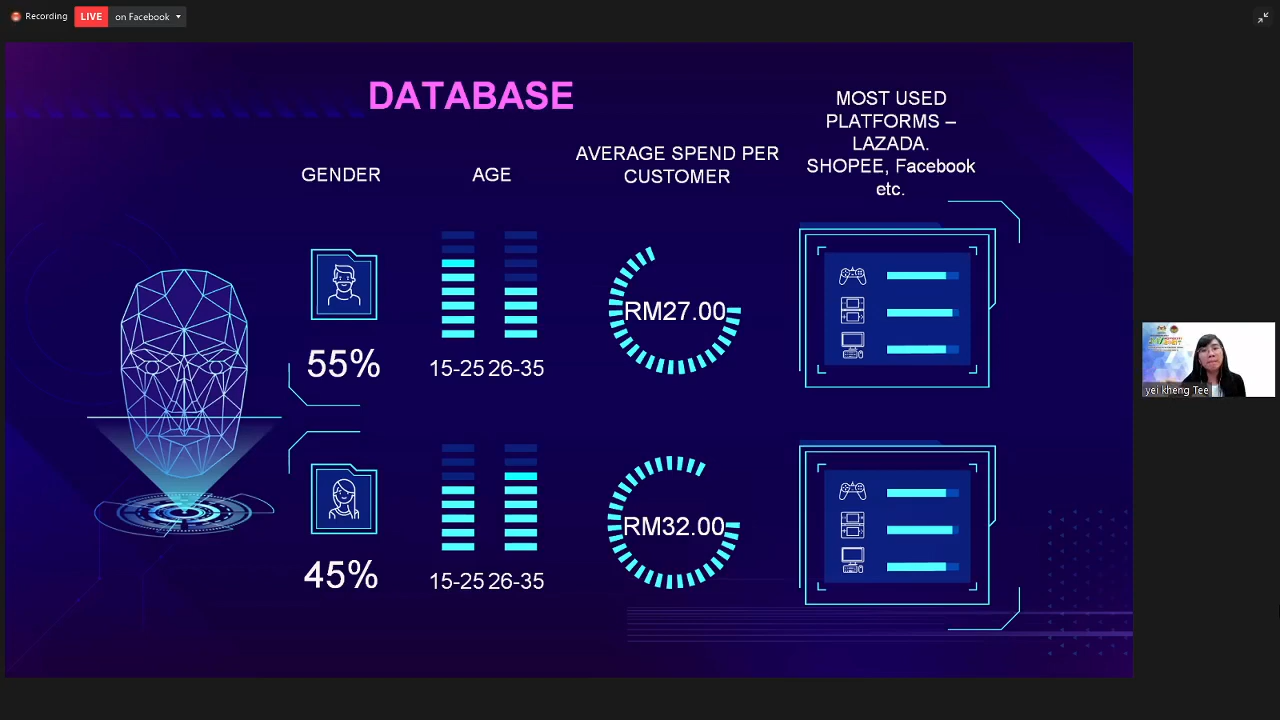 Recording
LIVE
on Facebook
DATABASE
GENDER
AGE
AVERAGE SPEND PER
CUSTOMER
MOST USED
PLATFORMS –
LAZADA.
SHOPEE, Facebook
etc.
55%
15-25 26-35
RM27.00
45%
15-25 26-35
RM32.00
yei kheng Tee